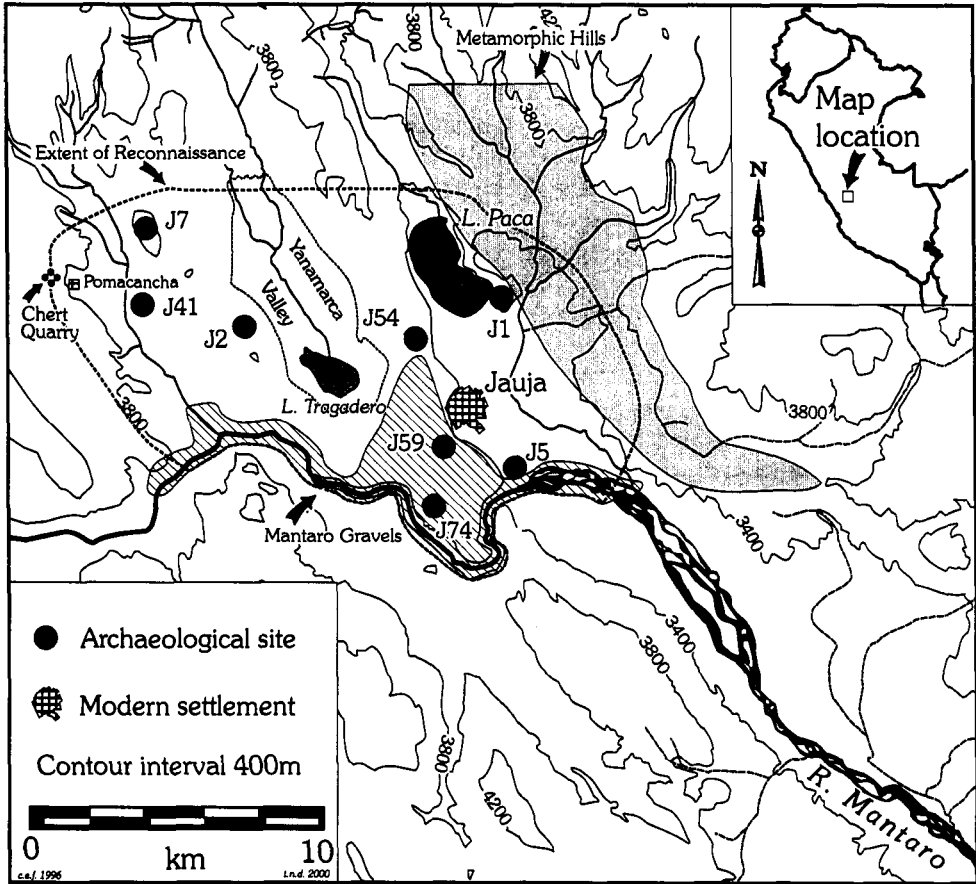 3800
3800
42
Metamorphic Hills
3800
Map
location
N
Extent of Reconnaissance
J7
L. Paca
Yanamarca
Valley
Pomacancha
Chert
Quarry
J41
J2
J54
J1
L. Tragadero
Jauja
3800
3800
J59
J5
J74
Mantaro Gravels
3400
3400
3800
3800
4200
R. Mantaro
Archaeological site
Modern settlement
Contour interval 400m
0 km 10
c.e.f. 1996
i.n.d. 2000